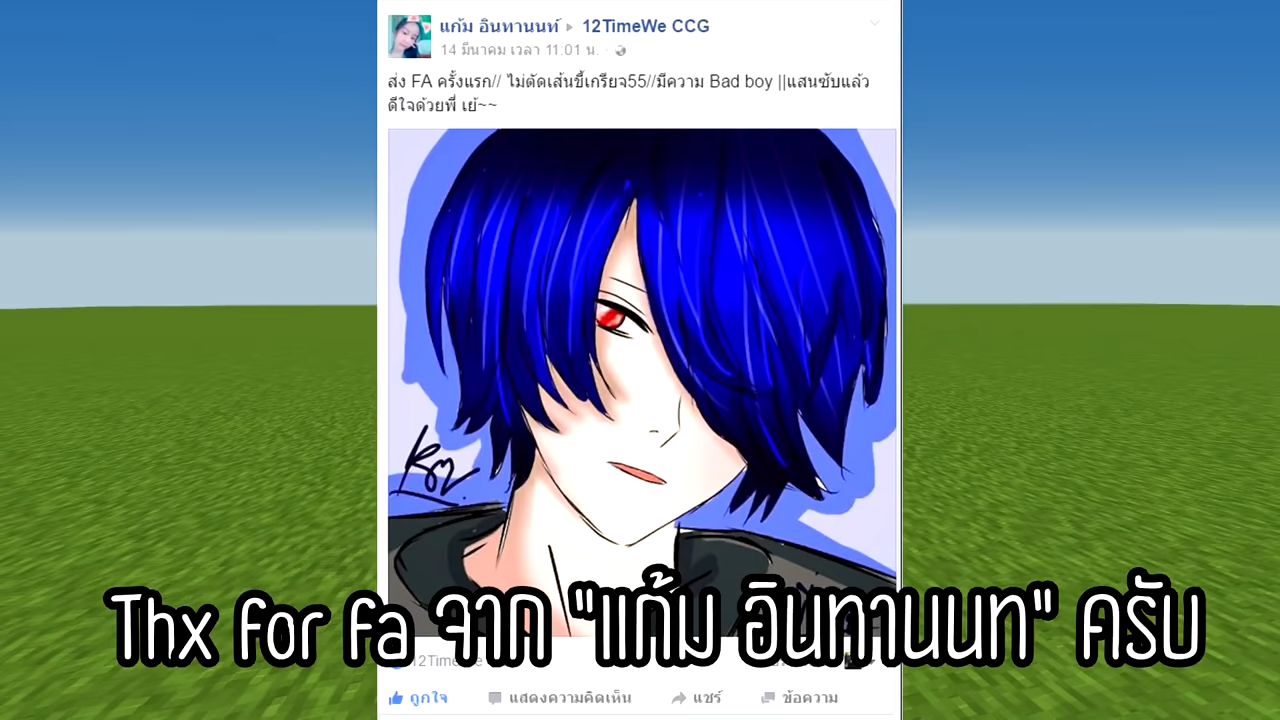 แก้ม อินทานนท์ ▸ 12TimeWe CCG
14 มีนาคม เวลา 11:01 น.
ส่ง FA ครั้งแรก// ไม่ตัดเส้นขี้เกรียจ55//มีความ Bad boy ||แสนซับแล้ว
ดีใจด้วยพี่ เย้~~
Thx for fa จาก "แก้ม อินทานนท" ครับ
12TimeWe
ถูกใจ แสดงความคิดเห็น แชร์ ข้อความ